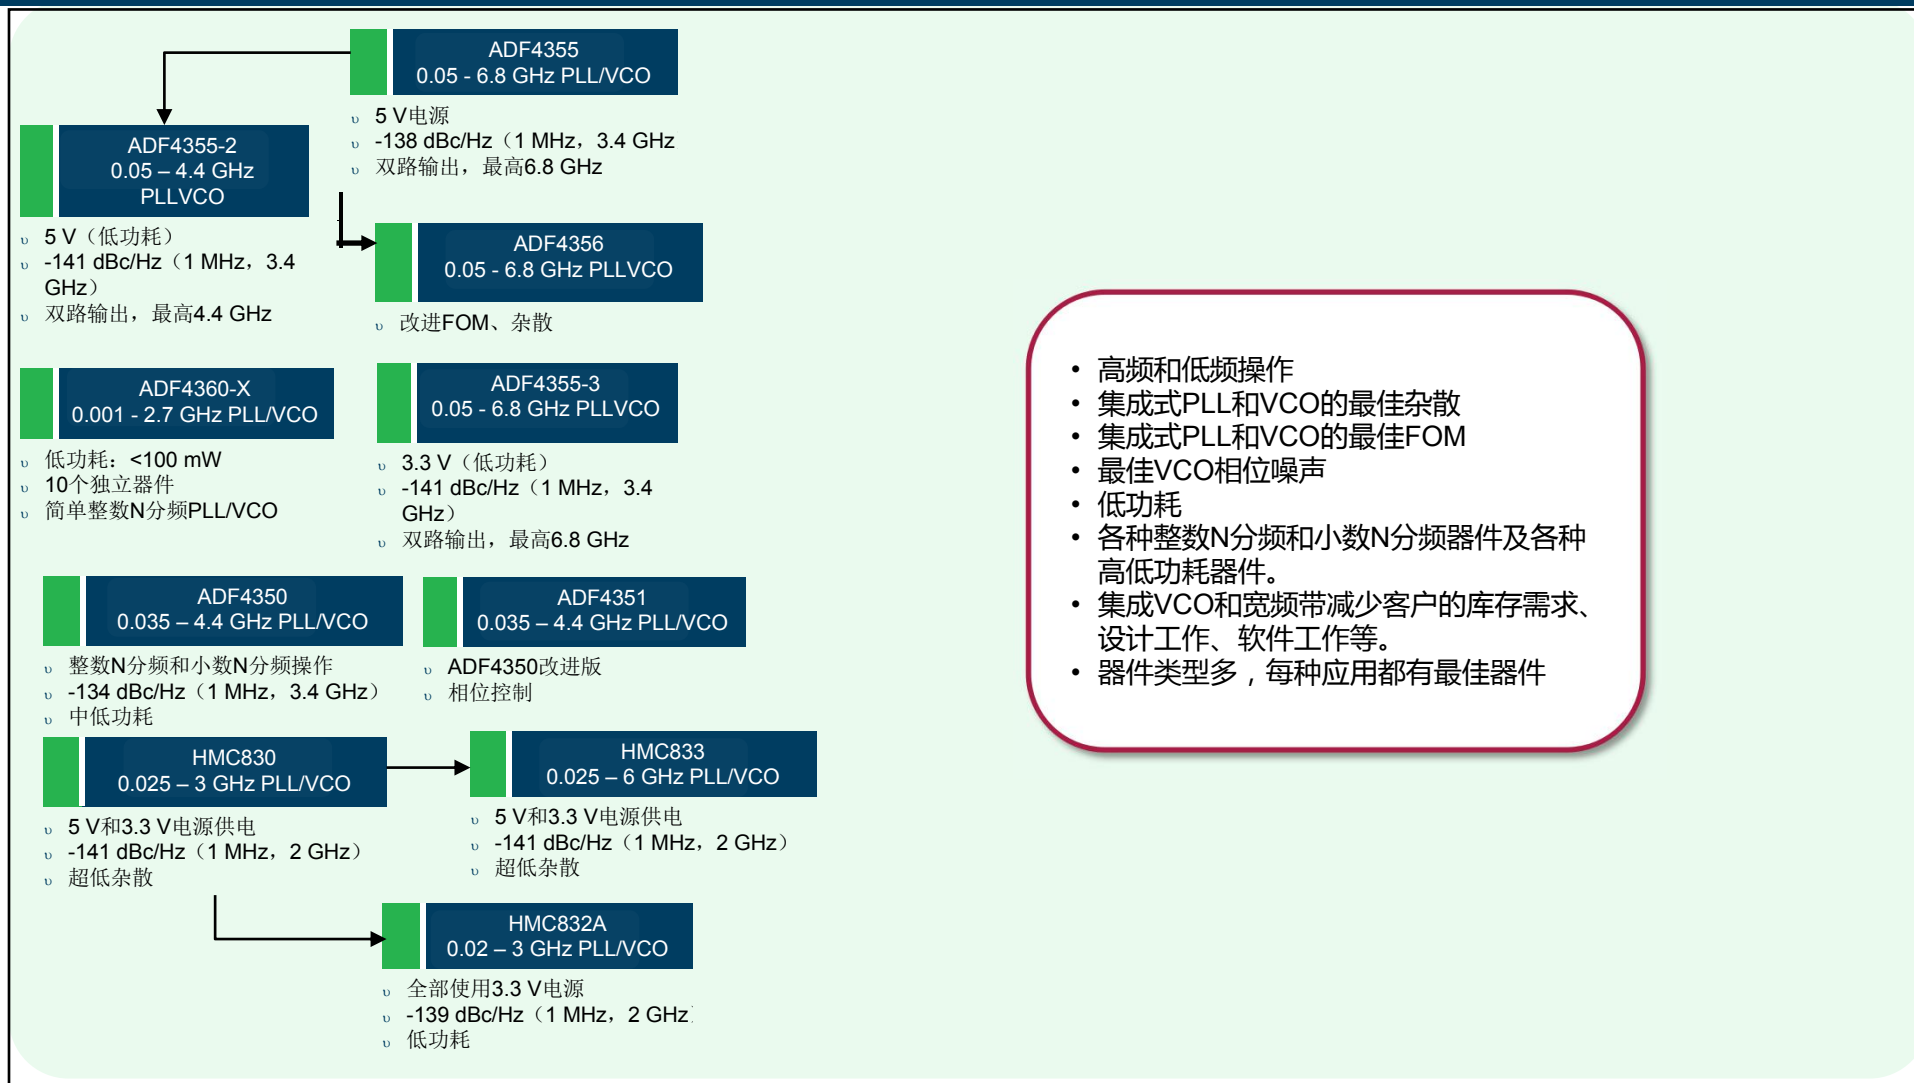 ADF4355
0.05 - 6.8 GHz PLL/VCO
5 V电源
-138 dBc/Hz（1 MHz，3.4 GHz
双路输出，最高6.8 GHz
ADF4355-2
0.05 – 4.4 GHz
PLLVCO
5 V（低功耗）
-141 dBc/Hz（1 MHz，3.4
GHz）
双路输出，最高4.4 GHz
ADF4356
0.05 - 6.8 GHz PLLVCO
改进FOM、杂散
ADF4360-X
0.001 - 2.7 GHz PLL/VCO
低功耗：<100 mW
10个独立器件
简单整数N分频PLL/VCO
ADF4355-3
0.05 - 6.8 GHz PLLVCO
3.3 V（低功耗）
-141 dBc/Hz（1 MHz，3.4
GHz）
双路输出，最高6.8 GHz
ADF4350
0.035 – 4.4 GHz PLL/VCO
整数N分频和小数N分频操作
-134 dBc/Hz（1 MHz，3.4 GHz）
中低功耗
ADF4351
0.035 – 4.4 GHz PLL/VCO
ADF4350改进版
相位控制
HMC830
0.025 – 3 GHz PLL/VCO
5 V和3.3 V电源供电
-141 dBc/Hz（1 MHz，2 GHz）
超低杂散
HMC833
0.025 – 6 GHz PLL/VCO
5 V和3.3 V电源供电
-141 dBc/Hz（1 MHz，2 GHz）
超低杂散
HMC832A
0.02 – 3 GHz PLL/VCO
全部使用3.3 V电源
-139 dBc/Hz（1 MHz，2 GHz
低功耗
• 高频和低频操作
• 集成式PLL和VCO的最佳杂散
• 集成式PLL和VCO的最佳FOM
• 最佳VCO相位噪声
• 低功耗
• 各种整数N分频和小数N分频器件及各种
高低功耗器件。
• 集成VCO和宽频带减少客户的库存需求、
设计工作、软件工作等。
• 器件类型多，每种应用都有最佳器件